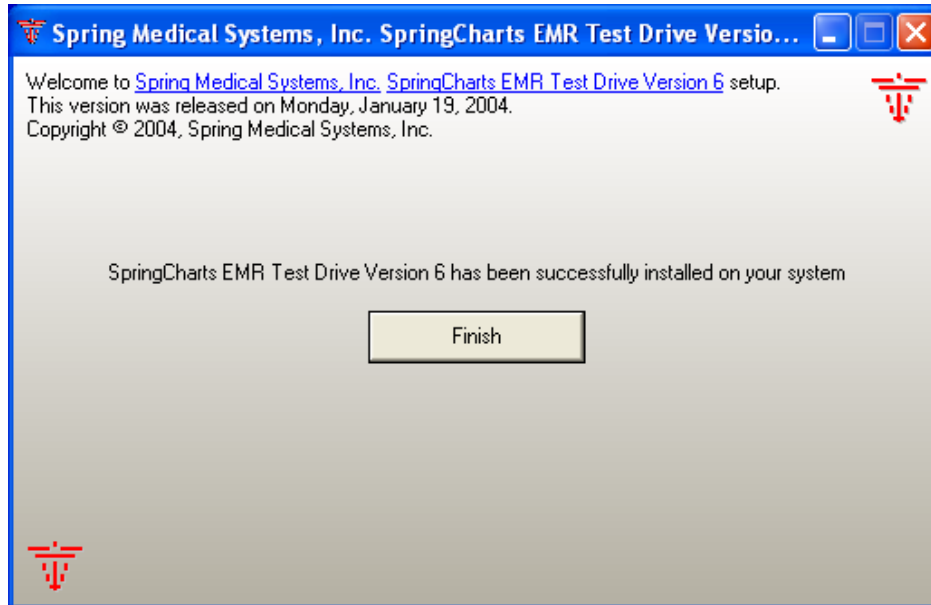 Spring Medical Systems, Inc. SpringCharts EMR Test Drive Versio...
Welcome to Spring Medical Systems, Inc. SpringCharts EMR Test Drive Version 6 setup.
This version was released on Monday, January 19, 2004.
Copyright © 2004, Spring Medical Systems, Inc.
SpringCharts EMR Test Drive Version 6 has been successfully installed on your system
Finish